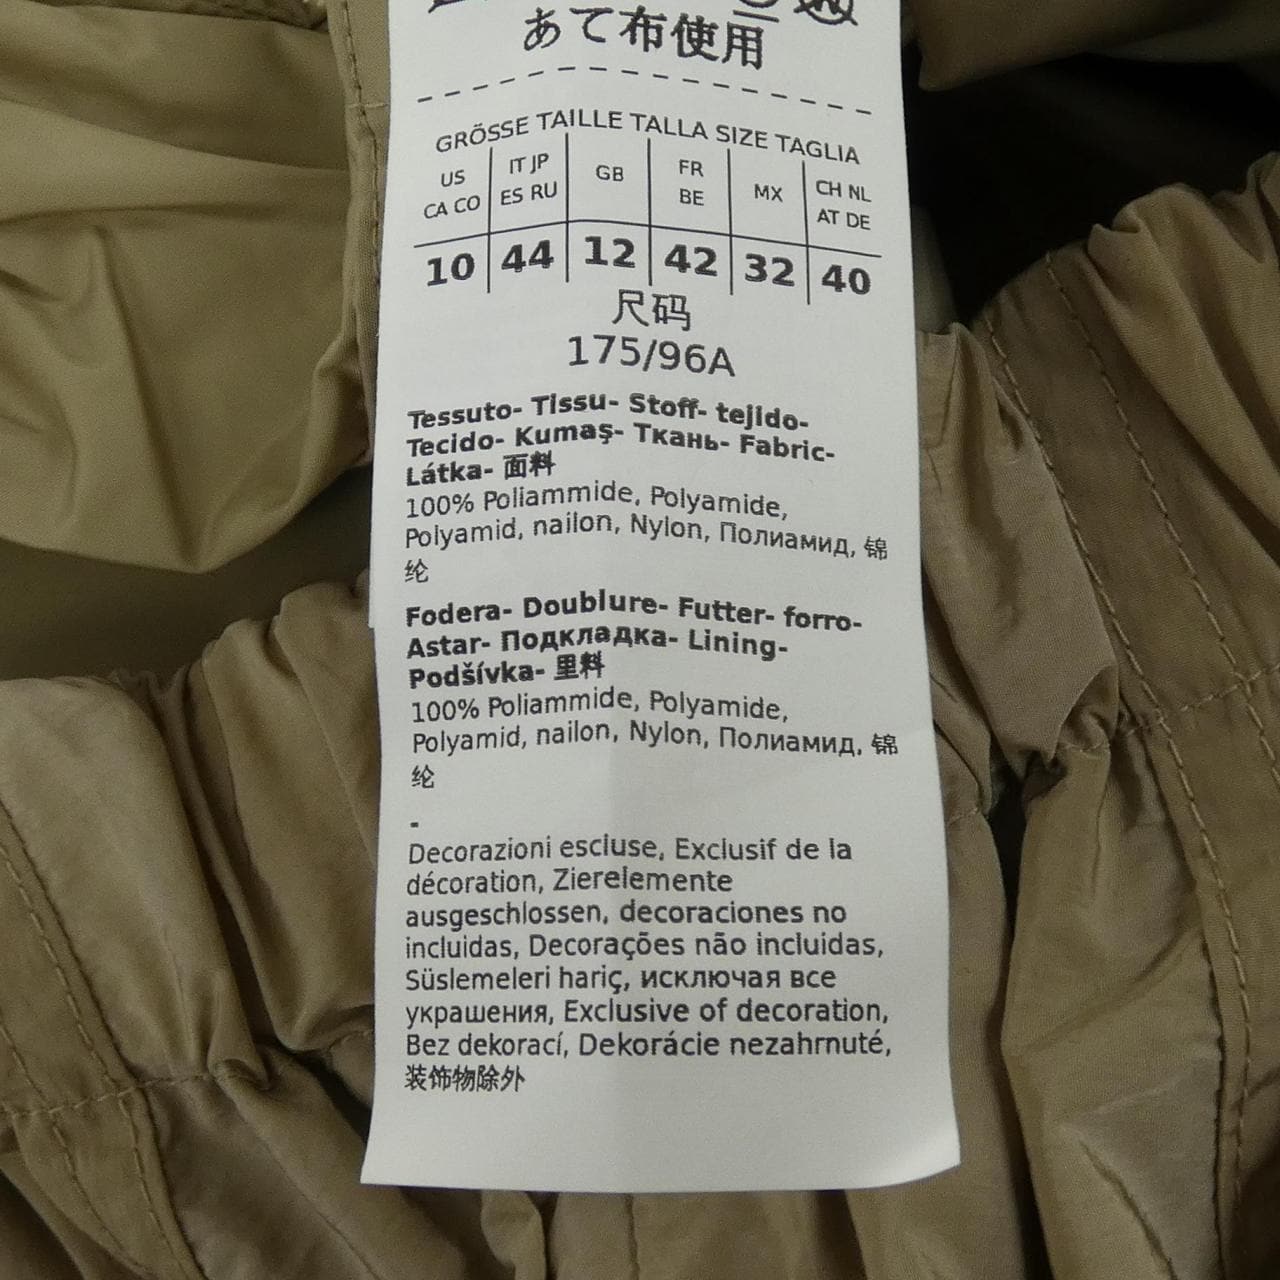 あて布使用
GRÖSSE TAILLE TALLA SIZE TAGLIA
US CA CO | IT JP ES RU | GB | FR BE | MX | CH NL AT DE
10 | 44 | 12 | 42 | 32 | 40
尺码
175/96A
Tessuto- Tissu- Stoff- tejido-
Tecido- Kumaş- Ткань- Fabric-
Látka- 面料
100% Poliammide, Polyamide,
Polyamid, nailon, Nylon, Полиамид, 锦
纶
Fodera- Doublure- Futter- forro-
Astar- Подкладка- Lining-
Podšívka- 里料
100% Poliammide, Polyamide,
Polyamid, nailon, Nylon, Полиамид, 锦
纶
-
Decorazioni escluse, Exclusif de la
décoration, Zierelemente
ausgeschlossen, decoraciones no
incluidas, Decorações não incluidas,
Süslemeleri hariç, исключая все
украшения, Exclusive of decoration,
Bez dekorací, Dekorácie nezahrnuté,
装饰物除外